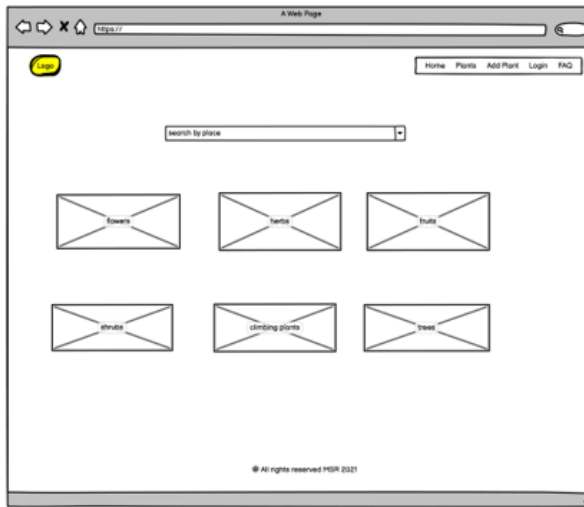 A Web Page
https://
Logo
Home Plants Add Plant Login FAQ
search by place
flowers herbs fruits
shrubs climbing plants trees
@ All rights reserved MSR 2021